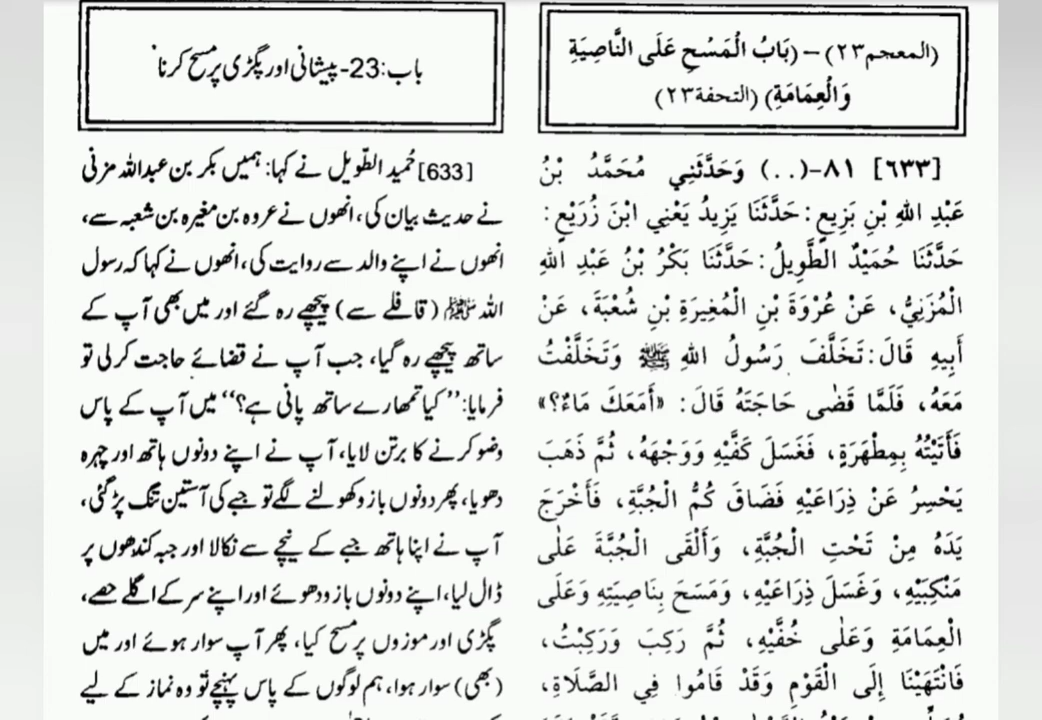 (المعجم٢٣) – (بَابُ الْمَسْحِ عَلَى النَّاصِيَةِ
وَالْعِمَامَةِ) (التحفة٢٣)
[٦٣٣] ٨١-(..) وَحَدَّثَنِي مُحَمَّدُ بْنُ
عَبْدِ اللهِ بْنِ بَزِيعٍ: حَدَّثَنَا يَزِيدُ يَعْنِي ابْنَ زُرَيْعٍ:
حَدَّثَنَا حُمَيْدٌ الطَّوِيلُ: حَدَّثَنَا بَكْرُ بْنُ عَبْدِ اللهِ
الْمُزَنِيُّ، عَنْ عُرْوَةَ بْنِ الْمُغِيرَةِ بْنِ شُعْبَةَ، عَنْ
أَبِيهِ قَالَ: تَخَلَّفَ رَسُولُ اللهِ ﷺ وَتَخَلَّفْتُ
مَعَهُ، فَلَمَّا قَضٰى حَاجَتَهُ قَالَ: «أَمَعَكَ مَاءٌ؟»
فَأَتَيْتُهُ بِمِطْهَرَةٍ، فَغَسَلَ كَفَّيْهِ وَوَجْهَهُ، ثُمَّ ذَهَبَ
يَحْسِرُ عَنْ ذِرَاعَيْهِ فَضَاقَ كُمُّ الْجُبَّةِ، فَأَخْرَجَ
يَدَهُ مِنْ تَحْتِ الْجُبَّةِ، وَأَلْقَى الْجُبَّةَ عَلٰى
مَنْكِبَيْهِ، وَغَسَلَ ذِرَاعَيْهِ، وَمَسَحَ بِنَاصِيَتِهِ وَعَلَى
الْعِمَامَةِ وَعَلٰى خُفَّيْهِ، ثُمَّ رَكِبَ وَرَكِبْتُ،
فَانْتَهَيْنَا إِلَى الْقَوْمِ وَقَدْ قَامُوا فِي الصَّلَاةِ،
باب:23-پیشانی اور پگڑی پر مسح کرنا
[633] حُمید الطّویل نے کہا: ہمیں بکر بن عبداللہ مزنی
نے حدیث بیان کی، انھوں نے عروہ بن مغیرہ بن شعبہ سے،
انھوں نے اپنے والد سے روایت کی، انھوں نے کہا کہ رسول
اللہ ﷺ (قافلے سے) پیچھے رہ گئے اور میں بھی آپ کے
ساتھ پیچھے رہ گیا، جب آپ نے قضائے حاجت کرلی تو
فرمایا: ’’کیا تمھارے ساتھ پانی ہے؟‘‘ میں آپ کے پاس
وضو کرنے کا برتن لایا، آپ نے اپنے دونوں ہاتھ اور چہرہ
دھویا، پھر دونوں بازو کھولنے لگے تو جبے کی آستین تنگ پڑ گئی،
آپ نے اپنا ہاتھ جبے کے نیچے سے نکالا اور جبہ کندھوں پر
ڈال لیا، اپنے دونوں بازو دھوئے اور اپنے سر کے اگلے حصے،
پگڑی اور موزوں پر مسح کیا، پھر آپ سوار ہوئے اور میں
(بھی) سوار ہوا، ہم لوگوں کے پاس پہنچے تو وہ نماز کے لیے